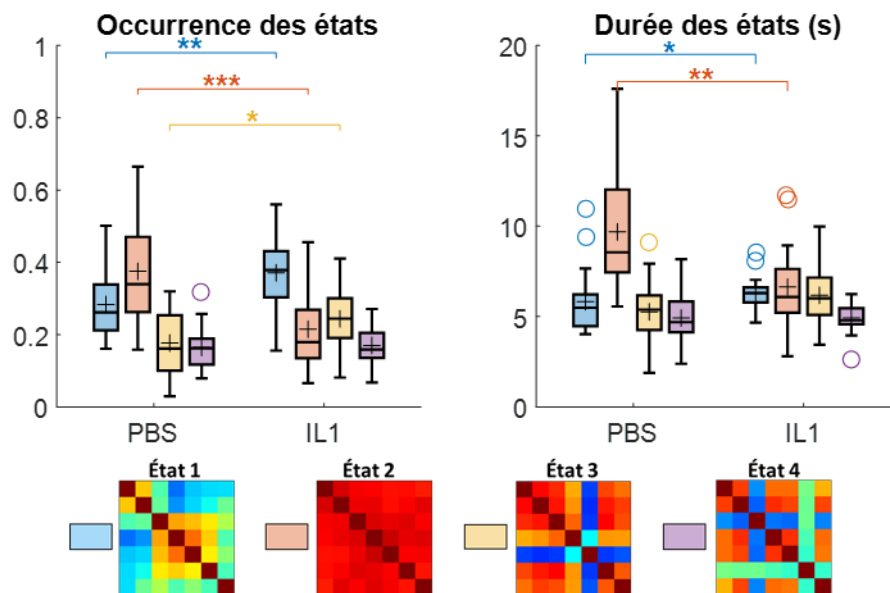 Occurrence des états
1
0.8
0.6
0.4
0.2
0
**
***
*
PBS
IL1
Durée des états (s)
20
15
10
5
0
*
**
PBS
IL1
État 1
État 2
État 3
État 4